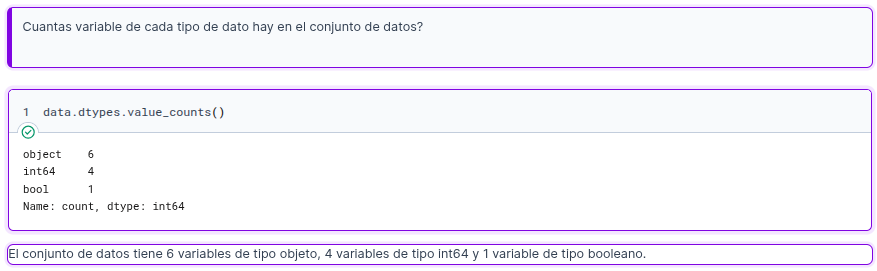 Cuantas variable de cada tipo de dato hay en el conjunto de datos?
1 data.dtypes.value_counts()
object 6
int64 4
bool 1
Name: count, dtype: int64
El conjunto de datos tiene 6 variables de tipo objeto, 4 variables de tipo int64 y 1 variable de tipo booleano.